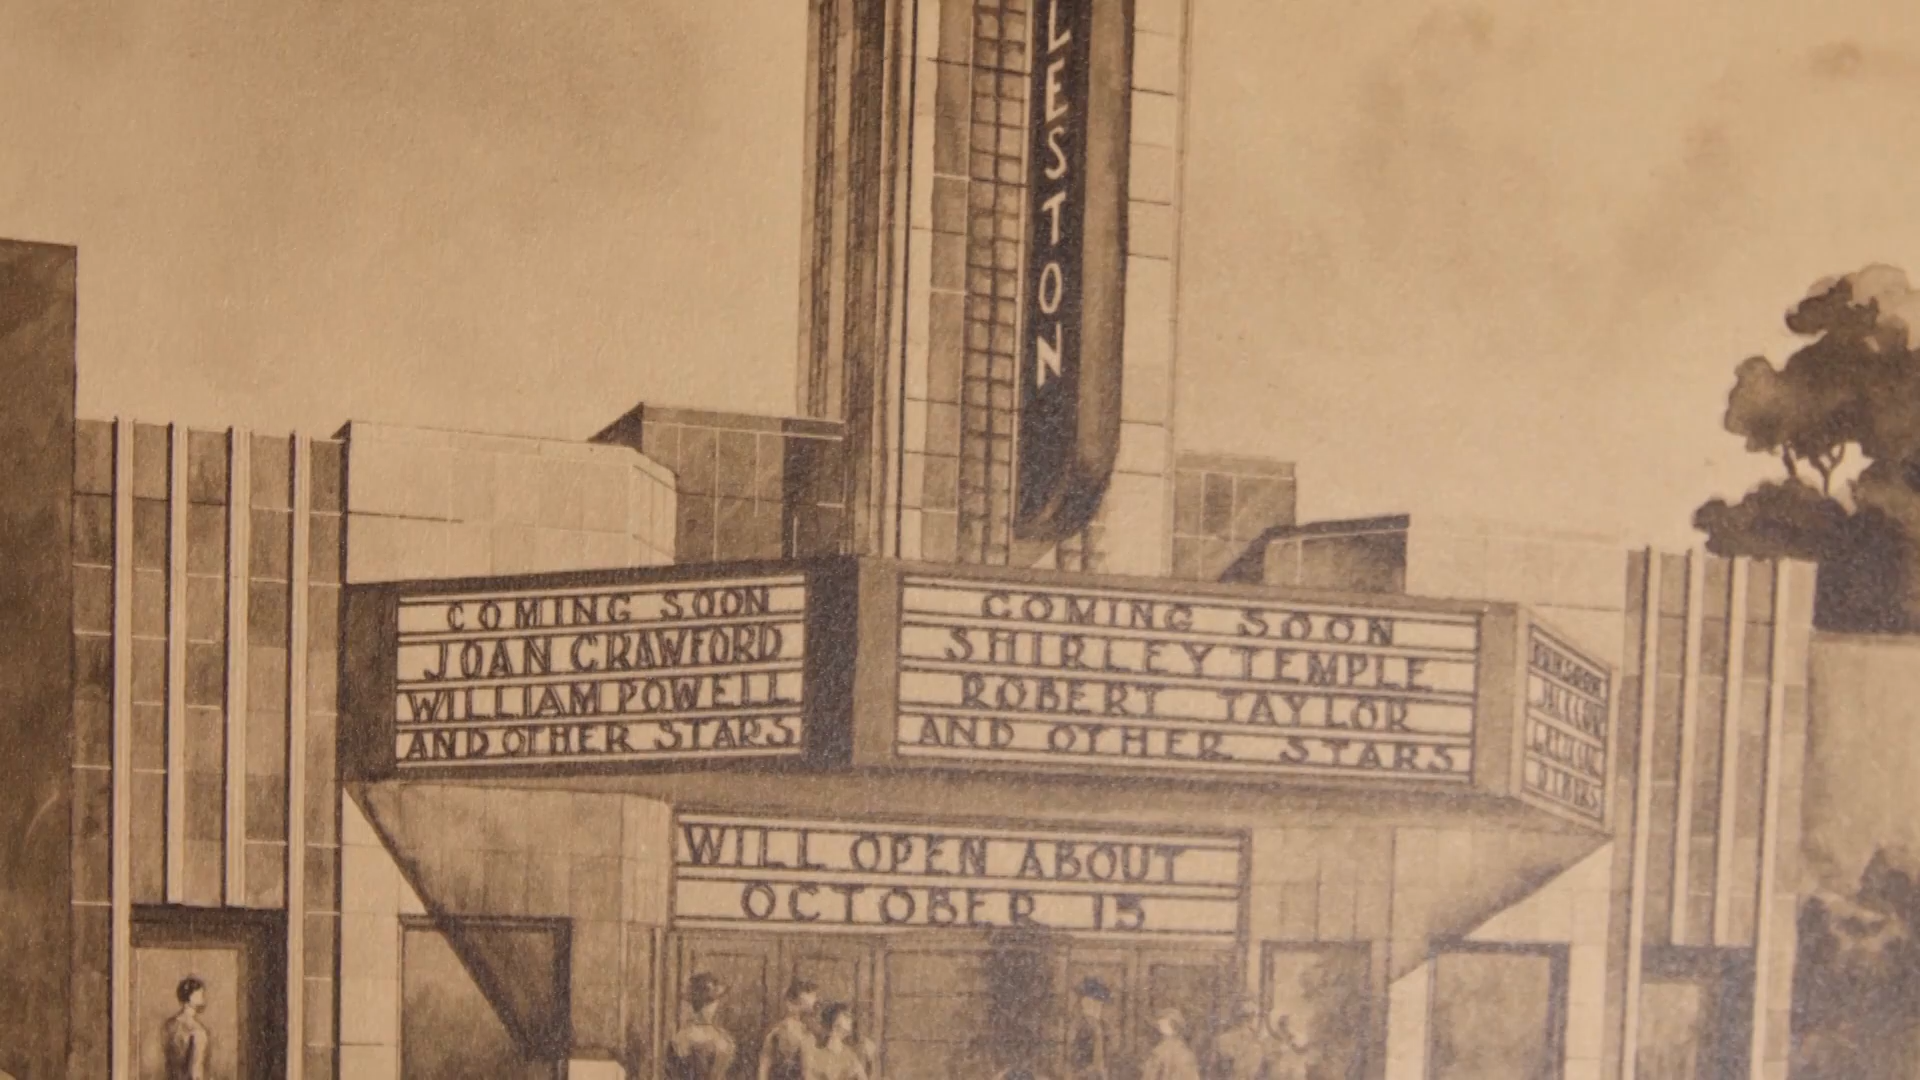 LESTON
COMING SOON
JOAN CRAWFORD
WILLIAM POWELL
AND OTHER STARS
COMING SOON
SHIRLEY TEMPLE
ROBERT TAYLOR
AND OTHER STARS
WILL OPEN ABOUT
OCTOBER 15